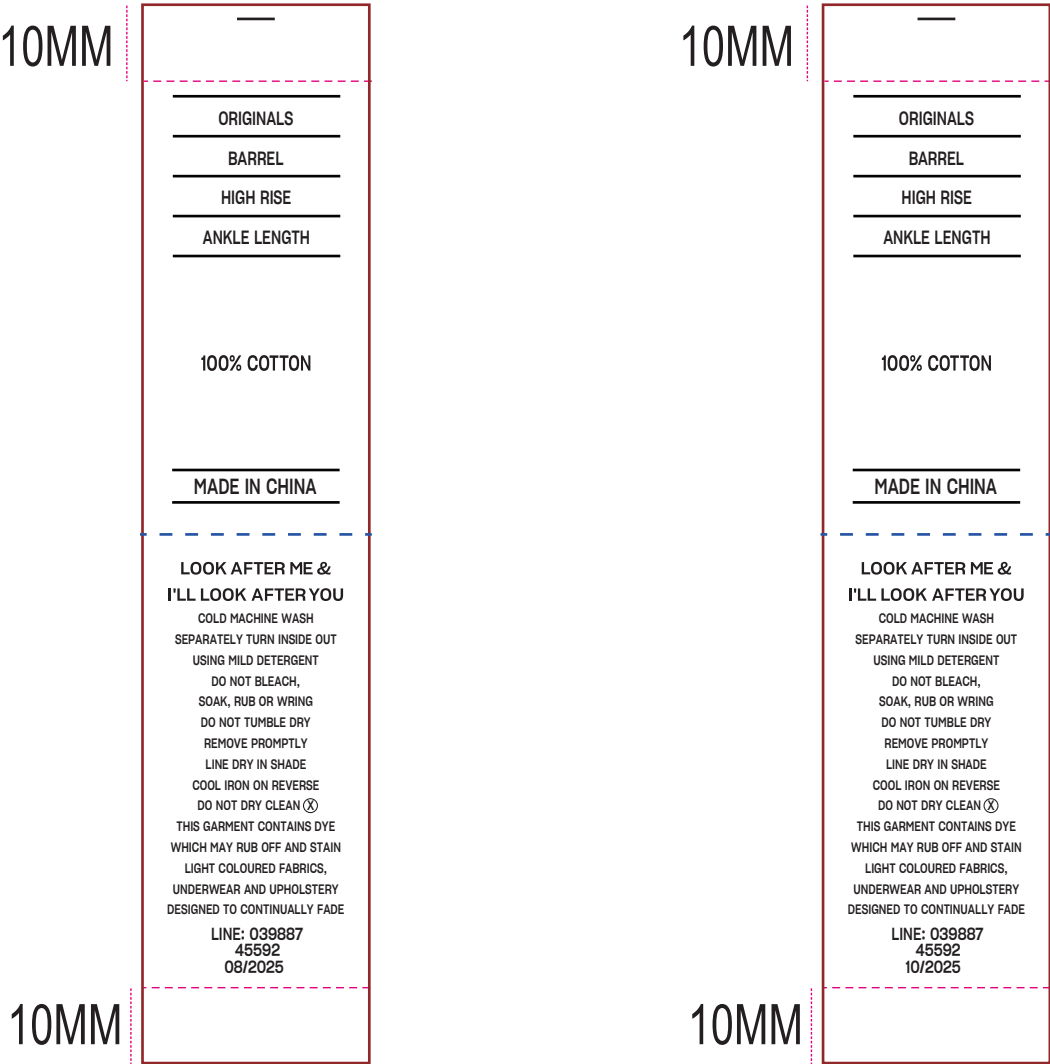 10MM
ORIGINALS
BARREL
HIGH RISE
ANKLE LENGTH
100% COTTON
MADE IN CHINA
LOOK AFTER ME &
I'LL LOOK AFTER YOU
COLD MACHINE WASH
SEPARATELY TURN INSIDE OUT
USING MILD DETERGENT
DO NOT BLEACH,
SOAK, RUB OR WRING
DO NOT TUMBLE DRY
REMOVE PROMPTLY
LINE DRY IN SHADE
COOL IRON ON REVERSE
DO NOT DRY CLEAN Ⓧ
THIS GARMENT CONTAINS DYE
WHICH MAY RUB OFF AND STAIN
LIGHT COLOURED FABRICS,
UNDERWEAR AND UPHOLSTERY
DESIGNED TO CONTINUALLY FADE
LINE: 039887
45592
08/2025
10MM
10MM
ORIGINALS
BARREL
HIGH RISE
ANKLE LENGTH
100% COTTON
MADE IN CHINA
LOOK AFTER ME &
I'LL LOOK AFTER YOU
COLD MACHINE WASH
SEPARATELY TURN INSIDE OUT
USING MILD DETERGENT
DO NOT BLEACH,
SOAK, RUB OR WRING
DO NOT TUMBLE DRY
REMOVE PROMPTLY
LINE DRY IN SHADE
COOL IRON ON REVERSE
DO NOT DRY CLEAN Ⓧ
THIS GARMENT CONTAINS DYE
WHICH MAY RUB OFF AND STAIN
LIGHT COLOURED FABRICS,
UNDERWEAR AND UPHOLSTERY
DESIGNED TO CONTINUALLY FADE
LINE: 039887
45592
10/2025
10MM